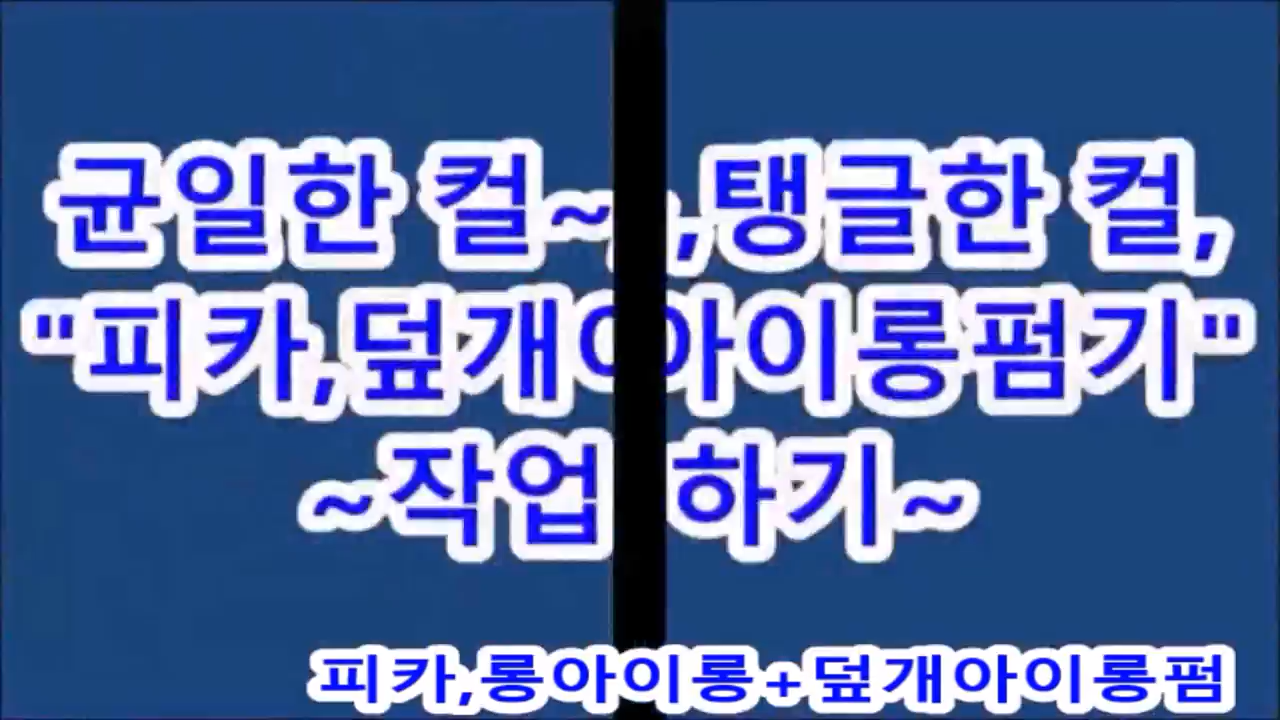 균일한 컬~,탱글한 컬,
"피카,덮개아이롱펌기"
~작업 하기~
피카,롱아이롱+덮개아이롱펌